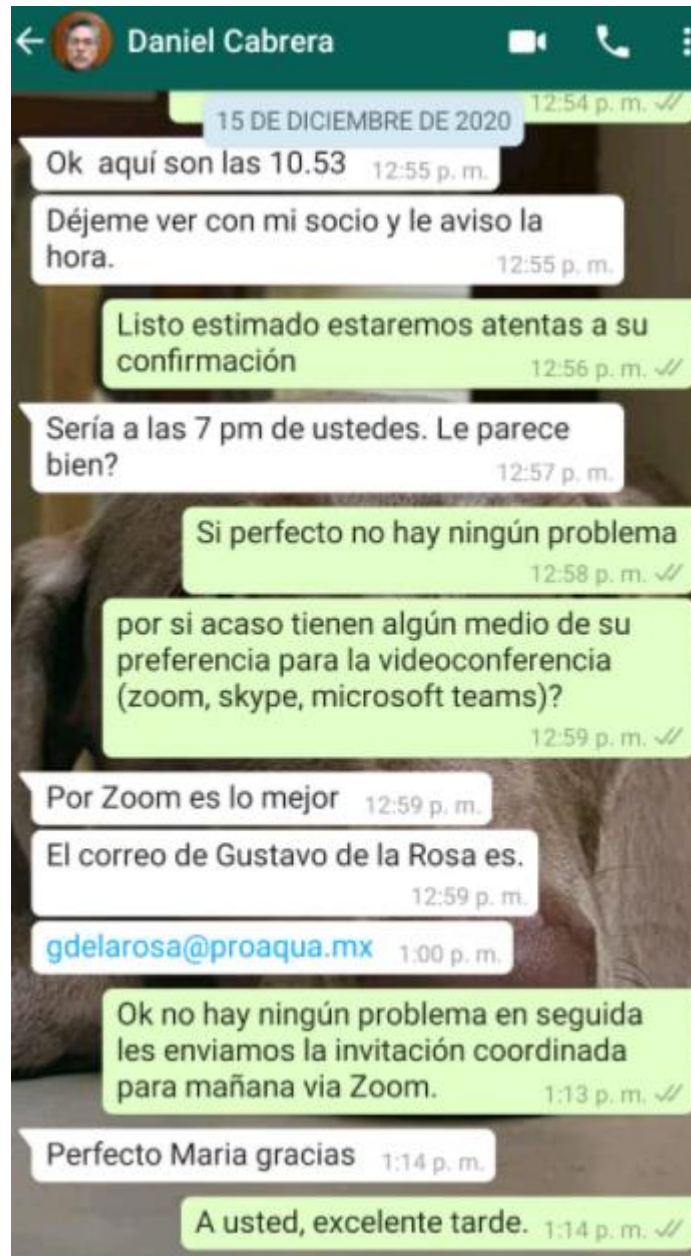 Daniel Cabrera
12:54 p. m.
15 DE DICIEMBRE DE 2020
Ok aquí son las 10.53 12:55 p. m.
Déjeme ver con mi socio y le aviso la
hora. 12:55 p. m.
Listo estimado estaremos atentas a su
confirmación 12:56 p. m.
Sería a las 7 pm de ustedes. Le parece
bien? 12:57 p. m.
Si perfecto no hay ningún problema
12:58 p. m.
por si acaso tienen algún medio de su
preferencia para la videoconferencia
(zoom, skype, microsoft teams)?
12:59 p. m.
Por Zoom es lo mejor 12:59 p. m.
El correo de Gustavo de la Rosa es.
12:59 p. m.
gdelarosa@proaqua.mx 1:00 p. m.
Ok no hay ningún problema en seguida
les enviamos la invitación coordinada
para mañana via Zoom. 1:13 p. m.
Perfecto Maria gracias 1:14 p. m.
A usted, excelente tarde. 1:14 p. m.